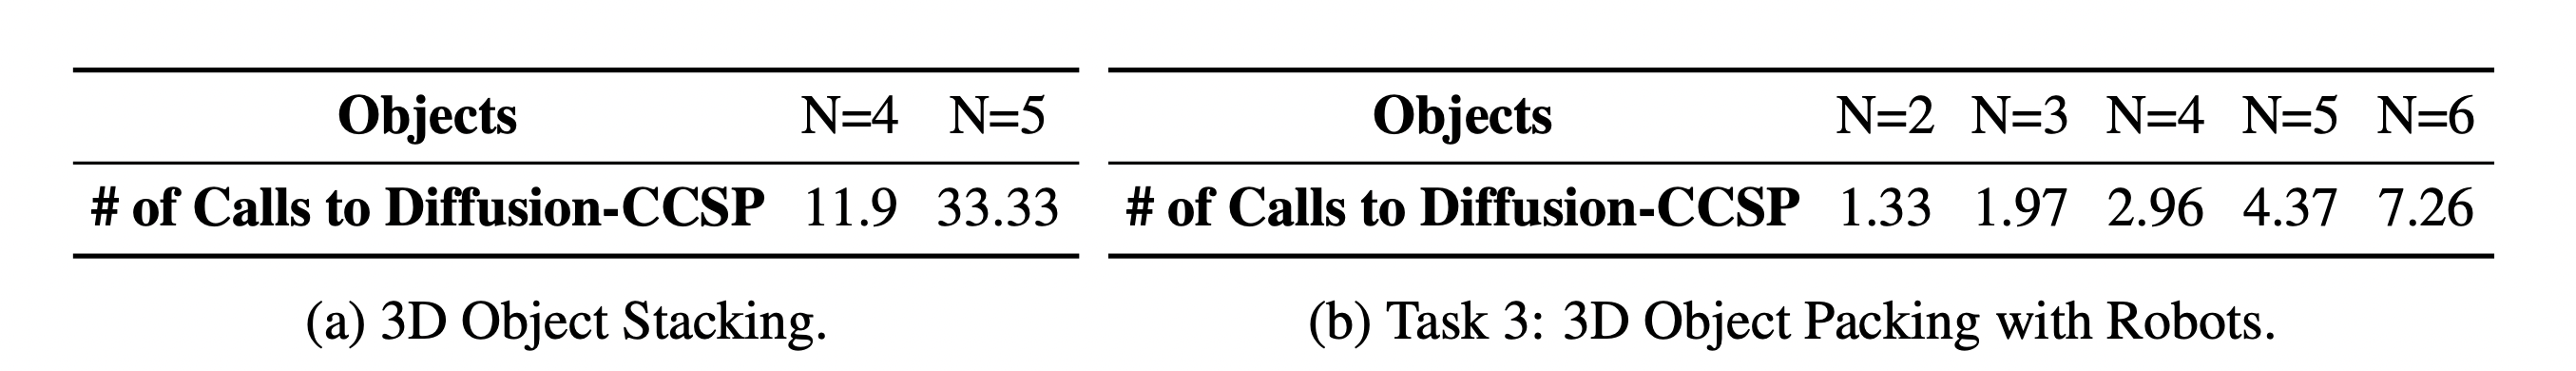 Objects N=4 N=5
# of Calls to Diffusion-CCSP 11.9 33.33
(a) 3D Object Stacking.
Objects N=2 N=3 N=4 N=5 N=6
# of Calls to Diffusion-CCSP 1.33 1.97 2.96 4.37 7.26
(b) Task 3: 3D Object Packing with Robots.